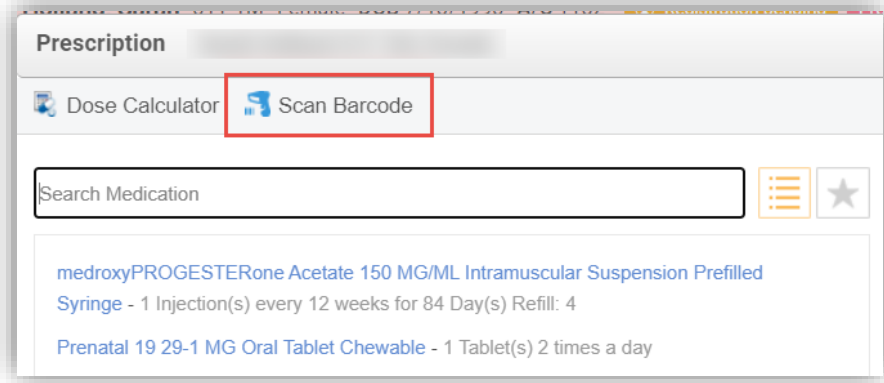 Prescription
Dose Calculator
Scan Barcode
Search Medication
medroxyPROGESTERone Acetate 150 MG/ML Intramuscular Suspension Prefilled
Syringe - 1 Injection(s) every 12 weeks for 84 Day(s) Refill: 4
Prenatal 19 29-1 MG Oral Tablet Chewable - 1 Tablet(s) 2 times a day